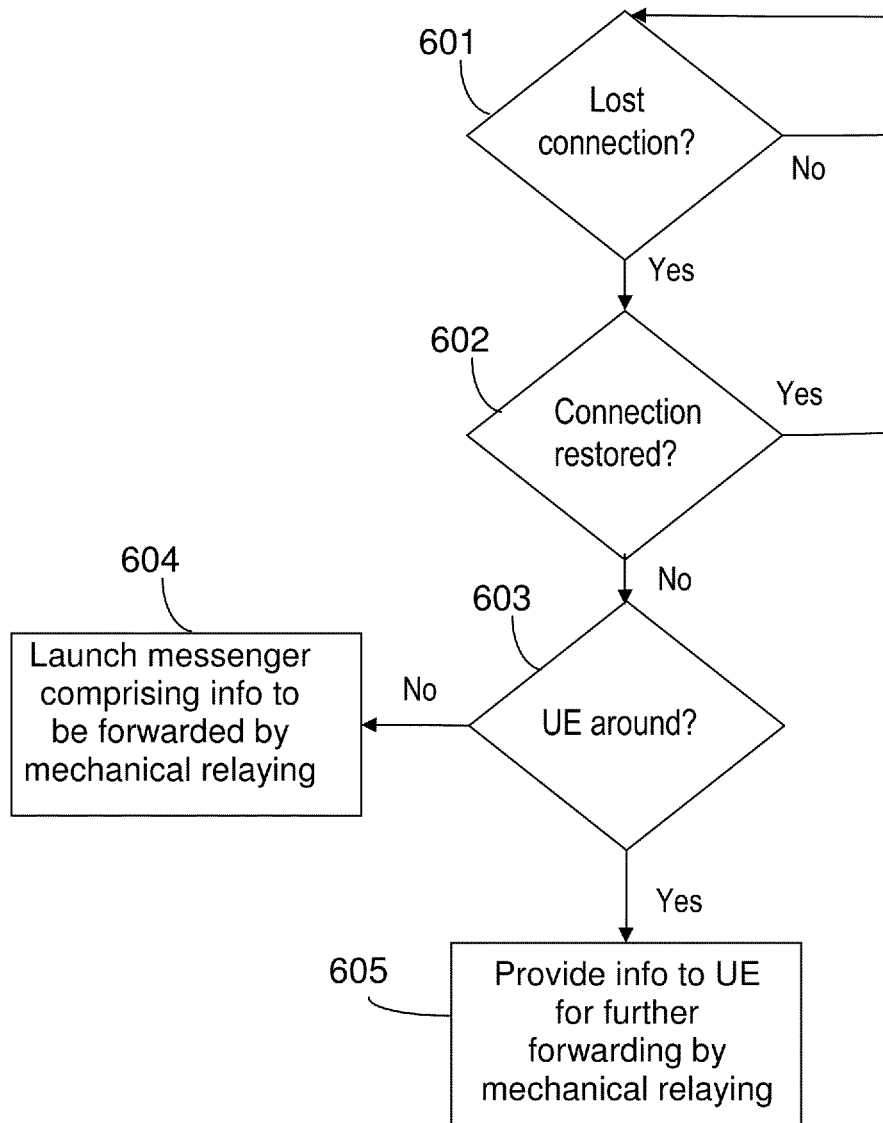 601
Lost
connection?
No
Yes
602
Connection
restored?
Yes
No
603
UE around?
No
604
Launch messenger
comprising info to
be forwarded by
mechanical relaying
Yes
605
Provide info to UE
for further
forwarding by
mechanical relaying